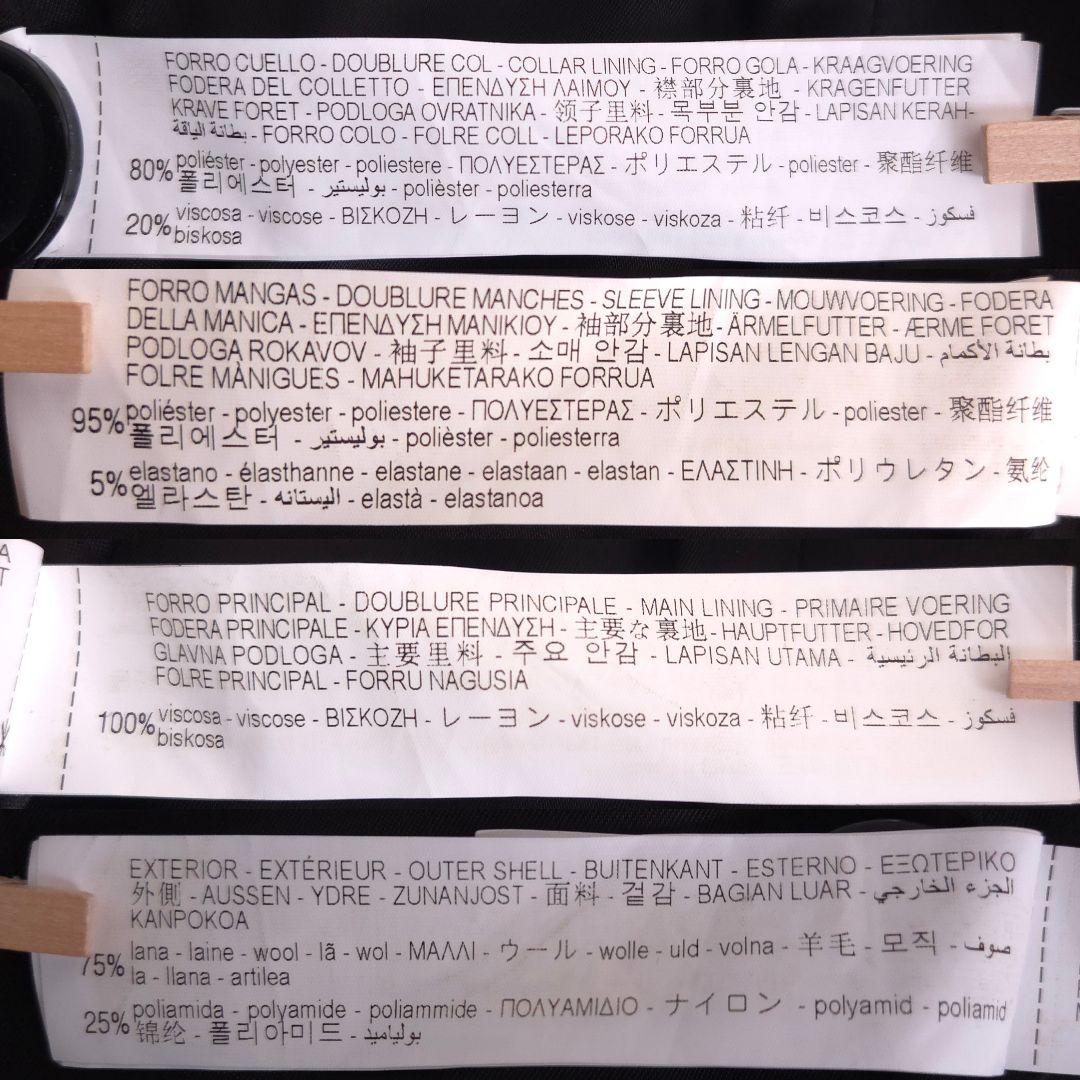 FORRO CUELLO - DOUBLURE COL - COLLAR LINING - FORRO GOLA - KRAAGVOERING
FODERA DEL COLLETTO - ΕΠΕΝΔΥΣΗ ΛΑΙΜΟΥ - 襟部分裏地 - KRAGENFUTTER
KRAVE FORET - PODLOGA OVRATNIKA - 领子里料 - 목부분 안감 - LAPISAN KERAH-
بطانة الياقة - FORRO COLO - FOLRE COLL - LEPORAKO FORRUA
80% poliéster - polyester - poliestere - ΠΟΛΥΕΣΤΕΡΑΣ - ポリエステル - poliester - 聚酯纤维
폴리에스터 - بوليستير - polièster - poliesterra
20% viscosa - viscose - ΒΙΣΚΟΖΗ - レーヨン - viskose - viskoza - 粘纤 - 비스코스 - فسكوز
biskosa
FORRO MANGAS - DOUBLURE MANCHES - SLEEVE LINING - MOUWVOERING - FODERA
DELLA MANICA - ΕΠΕΝΔΥΣΗ ΜΑΝΙΚΙΟΥ - 袖部分裏地 - ÄRMELFUTTER - ÆRME FORET
PODLOGA ROKAVOV - 袖子里料 - 소매 안감 - LAPISAN LENGAN BAJU - بطانة الأكمام
FOLRE MÀNIGUES - MAHUKETARAKO FORRUA
95% poliéster - polyester - poliestere - ΠΟΛΥΕΣΤΕΡΑΣ - ポリエステル - poliester - 聚酯纤维
폴리에스터 - بوليستير - polièster - poliesterra
5% elastano - élasthanne - elastane - elastaan - elastan - ΕΛΑΣΤΙΝΗ - ポリウレタン - 氨纶
엘라스탄 - اليستانه - elastà - elastanoa
FORRO PRINCIPAL - DOUBLURE PRINCIPALE - MAIN LINING - PRIMAIRE VOERING
FODERA PRINCIPALE - ΚΥΡΙΑ ΕΠΕΝΔΥΣΗ - 主要な裏地 - HAUPTFUTTER - HOVEDFOR
GLAVNA PODLOGA - 主要里料 - 주요 안감 - LAPISAN UTAMA - البطانة الرئيسية
FOLRE PRINCIPAL - FORRU NAGUSIA
100% viscosa - viscose - ΒΙΣΚΟΖΗ - レーヨン - viskose - viskoza - 粘纤 - 비스코스 - فسكوز
biskosa
EXTERIOR - EXTÉRIEUR - OUTER SHELL - BUITENKANT - ESTERNO - ΕΞΩΤΕΡΙΚΟ
外側 - AUSSEN - YDRE - ZUNANJOST - 面料 - 겉감 - BAGIAN LUAR - الجزء الخارجي
KANPOKOA
75% lana - laine - wool - lã - wol - ΜΑΛΛΙ - ウール - wolle - uld - volna - 羊毛 - 모직 - صوف
la - llana - artilea
25% poliamida - polyamide - poliammide - ΠΟΛΥΑΜΙΔΙΟ - ナイロン - polyamid - poliamid
锦纶 - 폴리아미드 - بولياميد